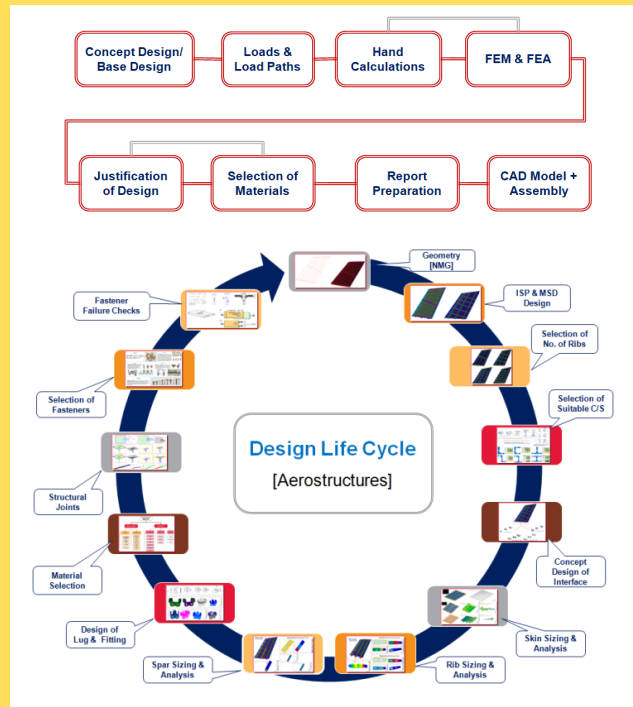 Concept Design/
Base Design
Loads &
Load Paths
Hand
Calculations
FEM & FEA
Justification
of Design
Selection of
Materials
Report
Preparation
CAD Model +
Assembly
Geometry
[NMG]
ISP & MSD
Design
Selection of
No. of Ribs
Selection of
Suitable C/S
Concept
Design of
Interface
Skin Sizing &
Analysis
Rib Sizing &
Analysis
Spar Sizing &
Analysis
Design of
Lug & Fitting
Material
Selection
Structural
Joints
Selection of
Fasteners
Fastener
Failure Checks
Design Life Cycle
[Aerostructures]